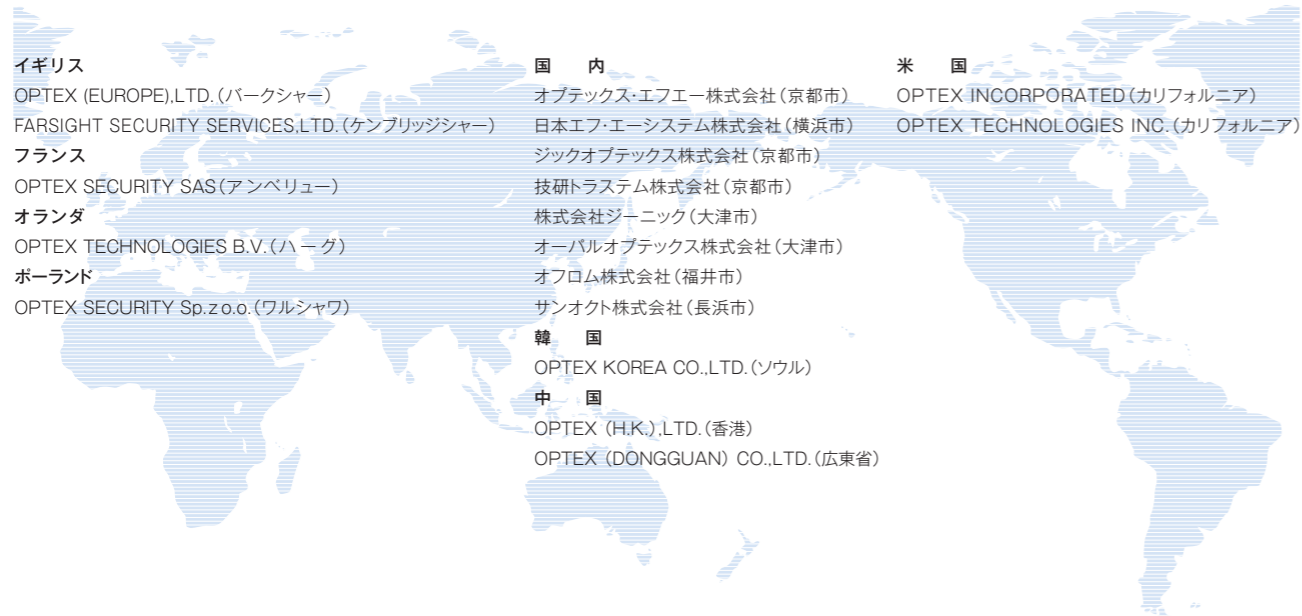 イギリス
OPTEX (EUROPE),LTD.(バークシャー)
FARSIGHT SECURITY SERVICES,LTD.(ケンブリッジシャー)
フランス
OPTEX SECURITY SAS(アンベリュー)
オランダ
OPTEX TECHNOLOGIES B.V.(ハーグ)
ポーランド
OPTEX SECURITY Sp.z o.o.(ワルシャワ)
国　内
オプテックス・エフエー株式会社(京都市)
日本エフ・エーシステム株式会社(横浜市)
ジックオプテックス株式会社(京都市)
技研トラステム株式会社(京都市)
株式会社ジーニック(大津市)
オーパルオプテックス株式会社(大津市)
オフロム株式会社(福井市)
サンオクト株式会社(長浜市)
韓　国
OPTEX KOREA CO.,LTD.(ソウル)
中　国
OPTEX (H.K.),LTD.(香港)
OPTEX (DONGGUAN) CO.,LTD.(広東省)
米　国
OPTEX INCORPORATED(カリフォルニア)
OPTEX TECHNOLOGIES INC.(カリフォルニア)